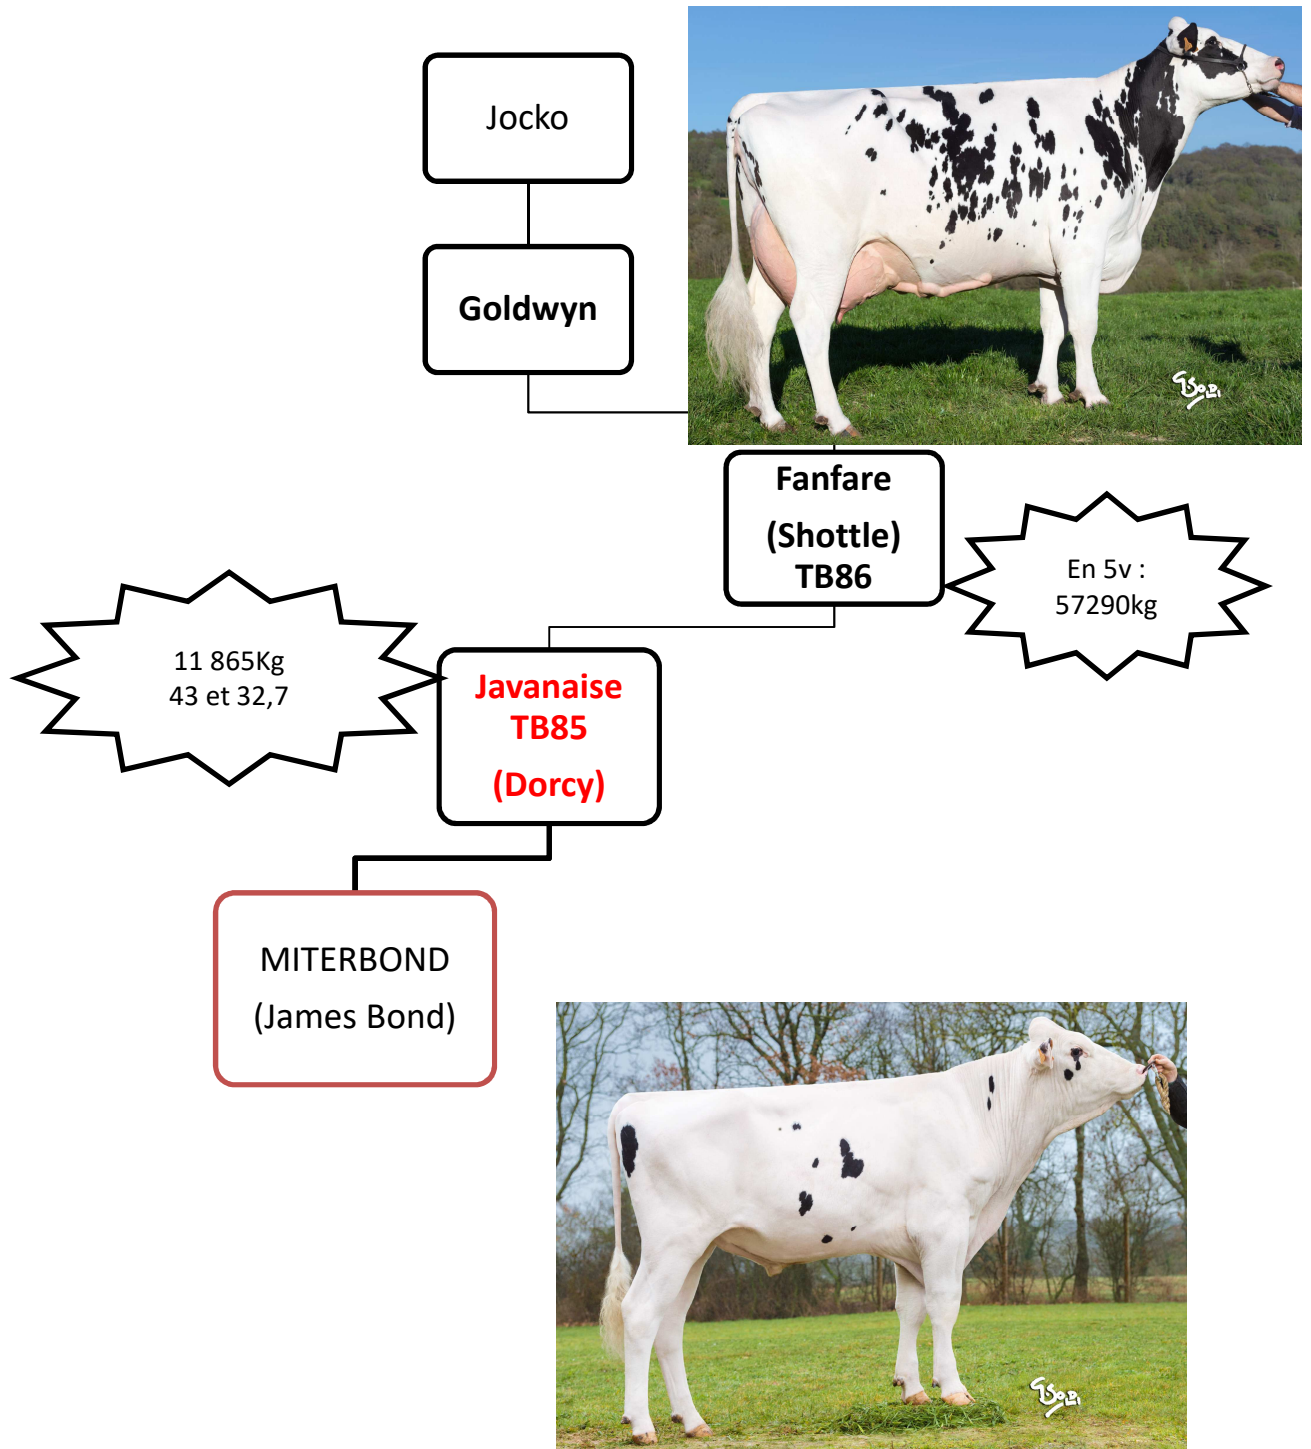 Jocko
Goldwyn
Fanfare
(Shottle)
TB86
En 5v :
57290kg
11 865Kg
43 et 32,7
Javanaise
TB85
(Dorcy)
MITERBOND
(James Bond)